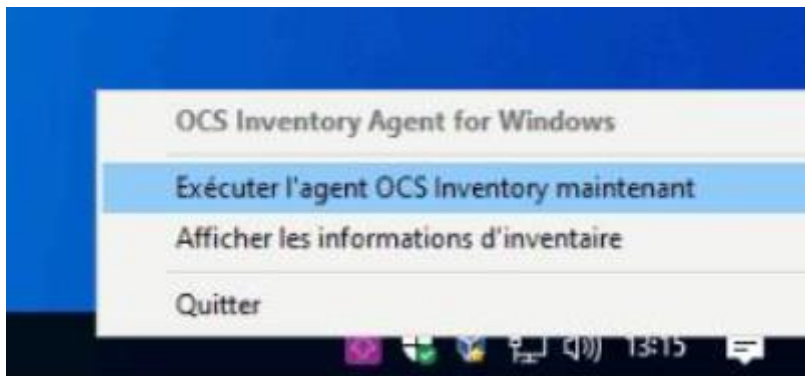 OCS Inventory Agent for Windows
Exécuter l'agent OCS Inventory maintenant
Afficher les informations d'inventaire
Quitter
13:15